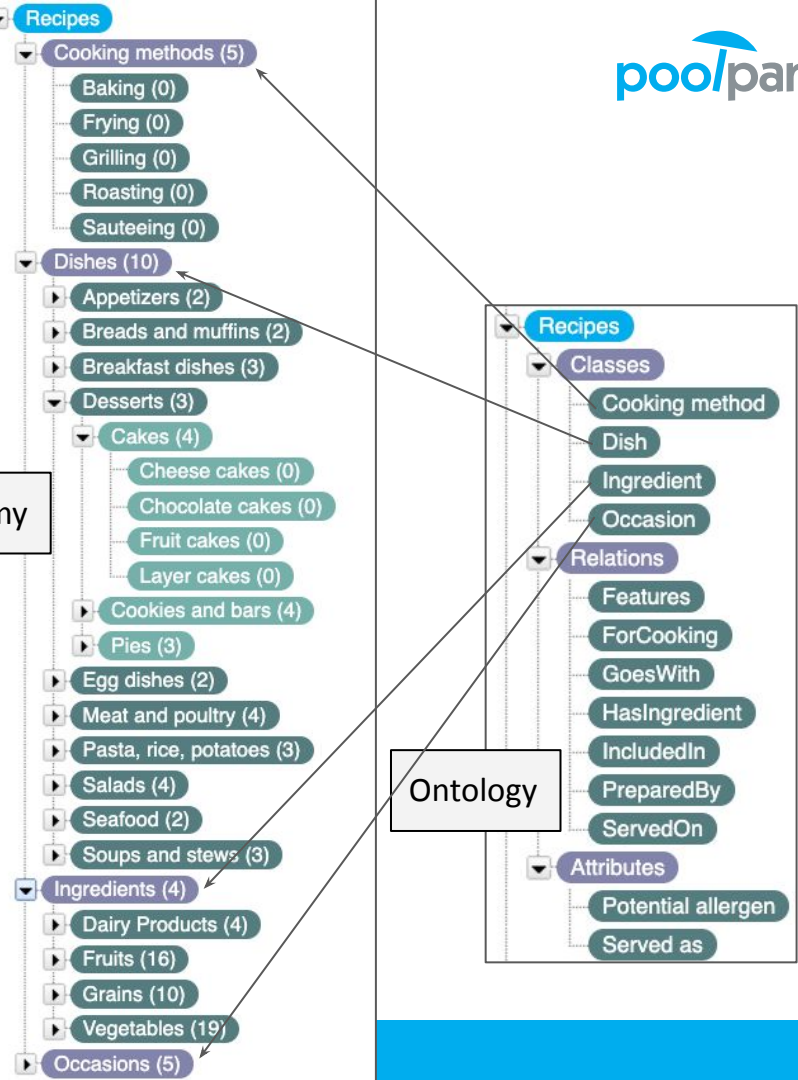 Recipes
Cooking methods (5)
Baking (0)
Frying (0)
Grilling (0)
Roasting (0)
Sauteeing (0)
Dishes (10)
Appetizers (2)
Breads and muffins (2)
Breakfast dishes (3)
Desserts (3)
Cakes (4)
Cheese cakes (0)
Chocolate cakes (0)
Fruit cakes (0)
Layer cakes (0)
Cookies and bars (4)
Pies (3)
Egg dishes (2)
Meat and poultry (4)
Pasta, rice, potatoes (3)
Salads (4)
Seafood (2)
Soups and stews (3)
Ingredients (4)
Dairy Products (4)
Fruits (16)
Grains (10)
Vegetables (19)
Occasions (5)
poolpar
Recipes
Classes
Cooking method
Dish
Ingredient
Occasion
Relations
Features
ForCooking
GoesWith
HasIngredient
IncludedIn
PreparedBy
ServedOn
Attributes
Potential allergen
Served as
Ontology